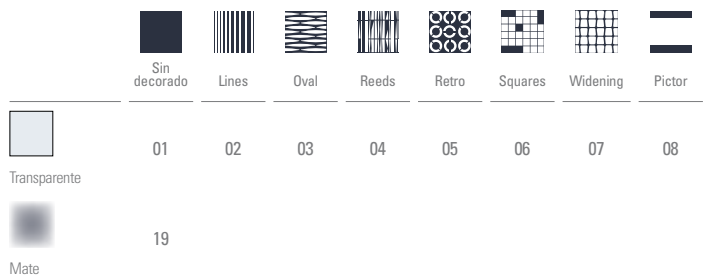 Sin
decorado Lines Oval Reeds Retro Squares Widening Pictor
01 02 03 04 05 06 07 08
Transparente
19
Mate